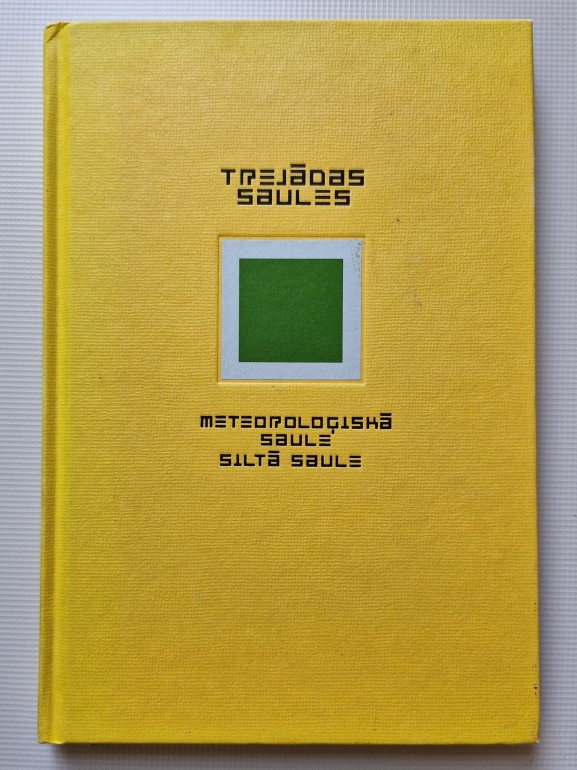 TREJĀDAS
SAULES
METEOROLOĢISKĀ
SAULE
SILTĀ SAULE